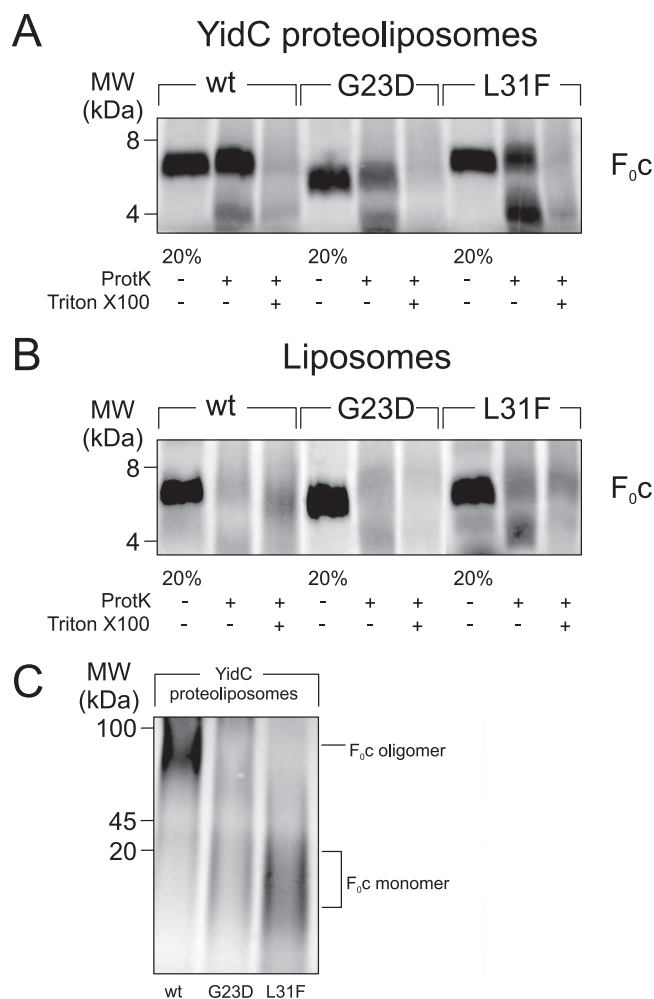 A
YidC proteoliposomes
MW
(kDa)
wt G23D L31F
8
4
F₀c
20% 20% 20%
ProtK - + + - + + - + +
Triton X100 - - + - - + - - +
B
Liposomes
MW
(kDa)
wt G23D L31F
8
4
F₀c
20% 20% 20%
ProtK - + + - + + - + +
Triton X100 - - + - - + - - +
C
MW
(kDa)
YidC
proteoliposomes
100
F₀c oligomer
45
20
F₀c monomer
wt G23D L31F